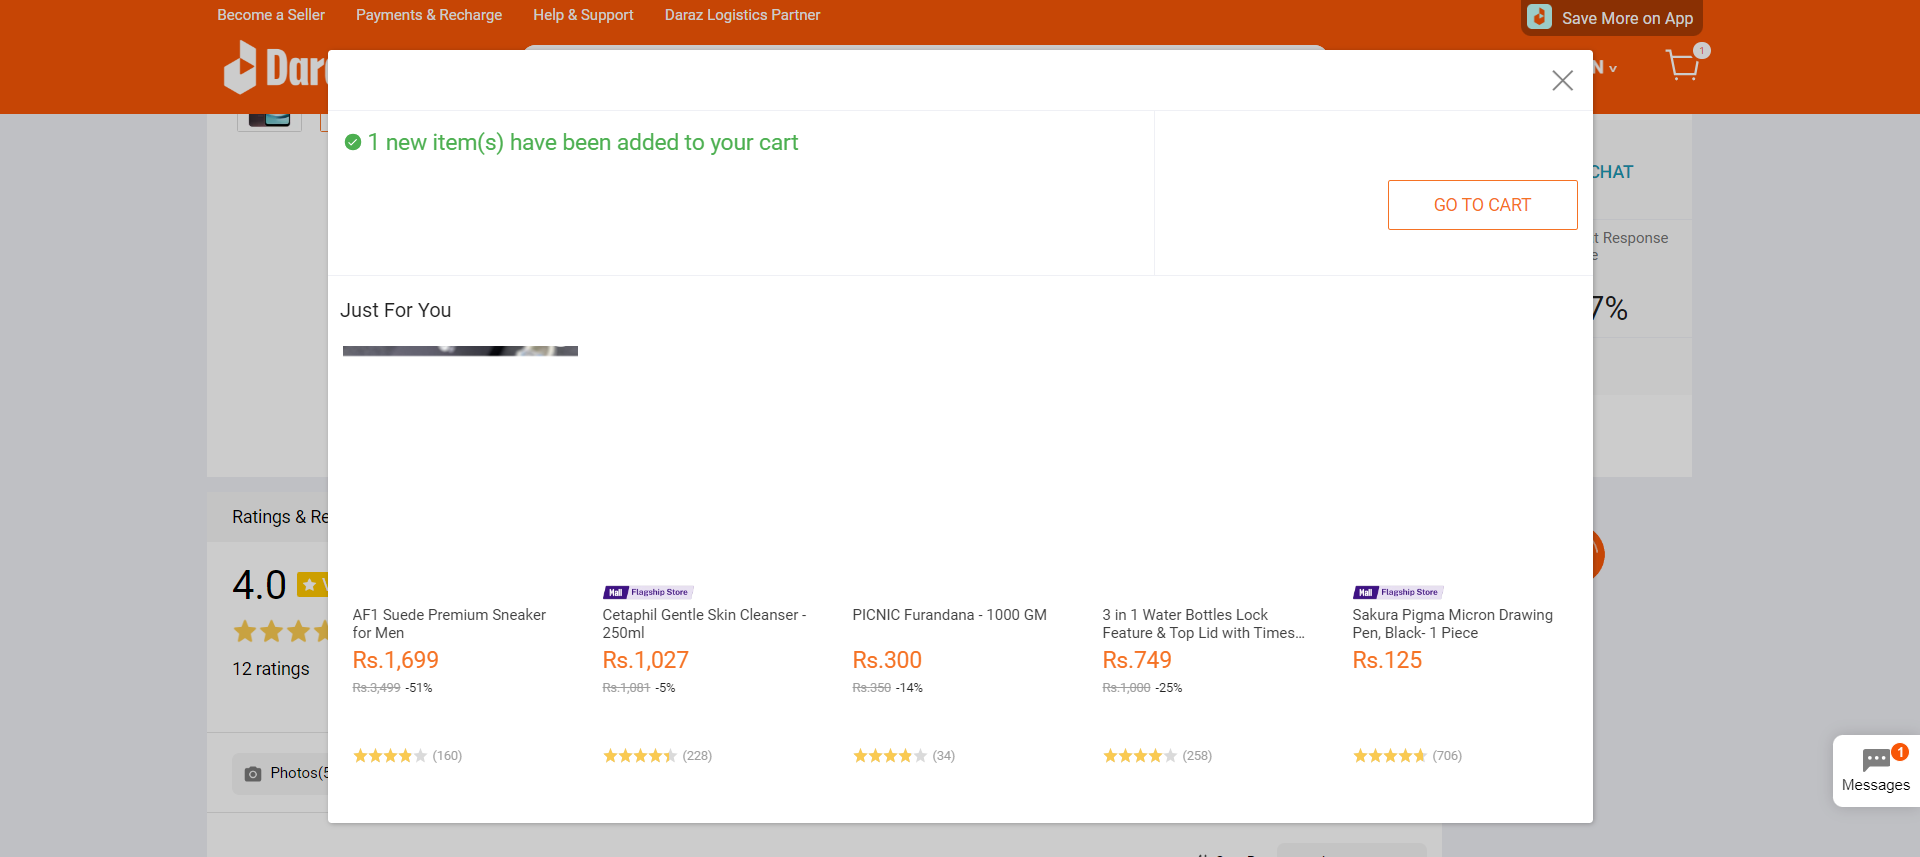 Become a Seller Payments & Recharge Help & Support Daraz Logistics Partner
Save More on App
1
1 new item(s) have been added to your cart
CHAT
GO TO CART
Response
7%
Just For You
Ratings &
4.0
12 ratings
Photos(5
Mall Flagship Store
Mall Flagship Store
AF1 Suede Premium Sneaker
for Men
Rs.1,699
Rs.3,499 -51%
(160)
Cetaphil Gentle Skin Cleanser -
250ml
Rs.1,027
Rs.1,081 -5%
(228)
PICNIC Furandana - 1000 GM
Rs.300
Rs.350 -14%
(34)
3 in 1 Water Bottles Lock
Feature & Top Lid with Times...
Rs.749
Rs.1,000 -25%
(258)
Sakura Pigma Micron Drawing
Pen, Black- 1 Piece
Rs.125
(706)
1
Messages